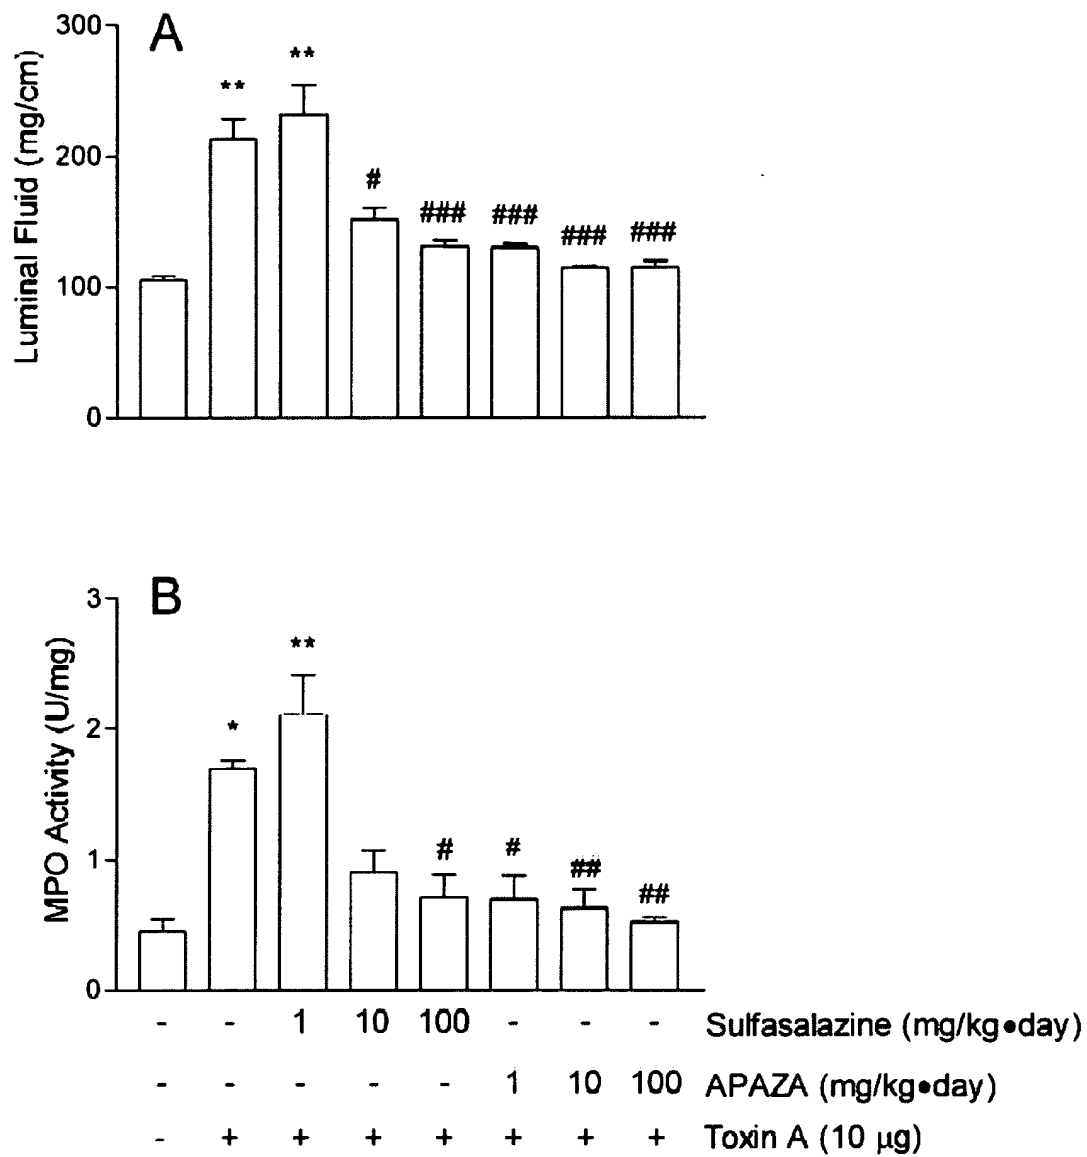 A
300
200
100
0
Luminal Fluid (mg/cm)
** ** # ### ### ### ###
B
3
2
1
0
MPO Activity (U/mg)
* ** # # ## ##
- - 1 10 100 - - - Sulfasalazine (mg/kg●day)
- - - - - 1 10 100 APAZA (mg/kg●day)
- + + + + + + + Toxin A (10 μg)